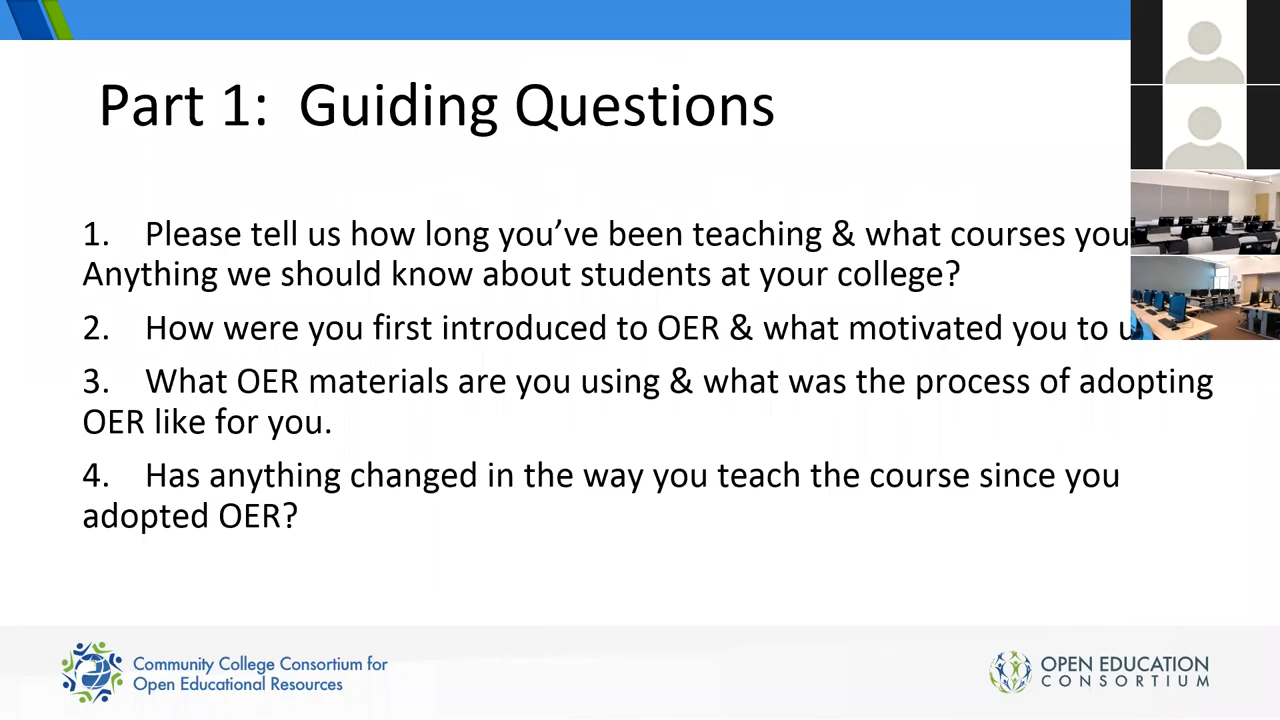 Part 1: Guiding Questions
1. Please tell us how long you’ve been teaching & what courses you
Anything we should know about students at your college?
2. How were you first introduced to OER & what motivated you to
3. What OER materials are you using & what was the process of adopting
OER like for you.
4. Has anything changed in the way you teach the course since you
adopted OER?
Community College Consortium for
Open Educational Resources
OPEN EDUCATION
CONSORTIUM